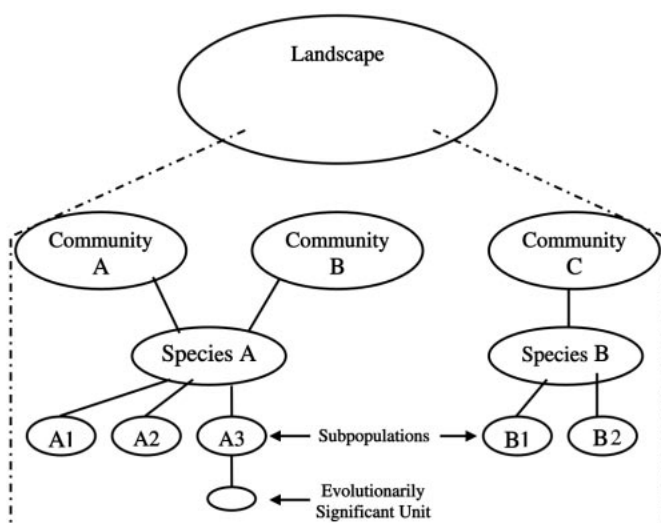 Landscape
Community
A
Community
B
Community
C
Species A
Species B
A1
A2
A3
Subpopulations
B1
B2
Evolutionarily
Significant Unit